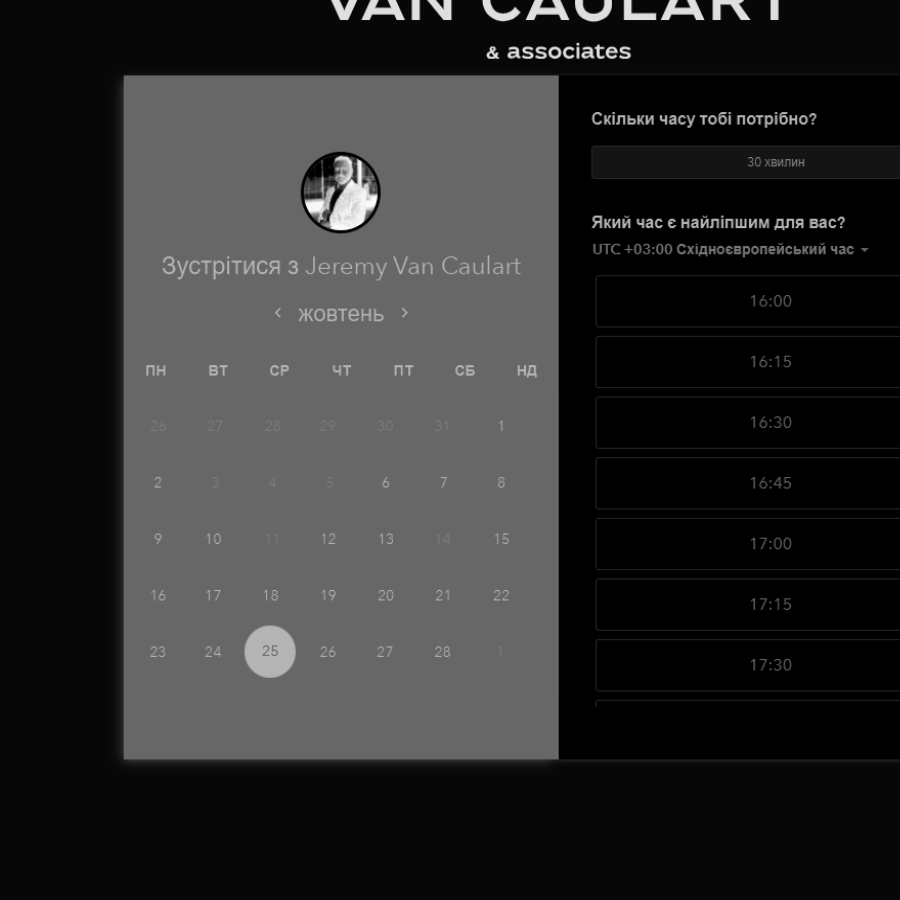 VAN CAULART
& associates
Зустрітися з Jeremy Van Caulart
жовтень
ПН ВТ СР ЧТ ПТ СБ НД
26 27 28 29 30 31 1
2 3 4 5 6 7 8
9 10 11 12 13 14 15
16 17 18 19 20 21 22
23 24 25 26 27 28 1
Скільки часу тобі потрібно?
30 хвилин
Який час є найліпшим для вас?
UTC +03:00 Східноєвропейський час
16:00
16:15
16:30
16:45
17:00
17:15
17:30